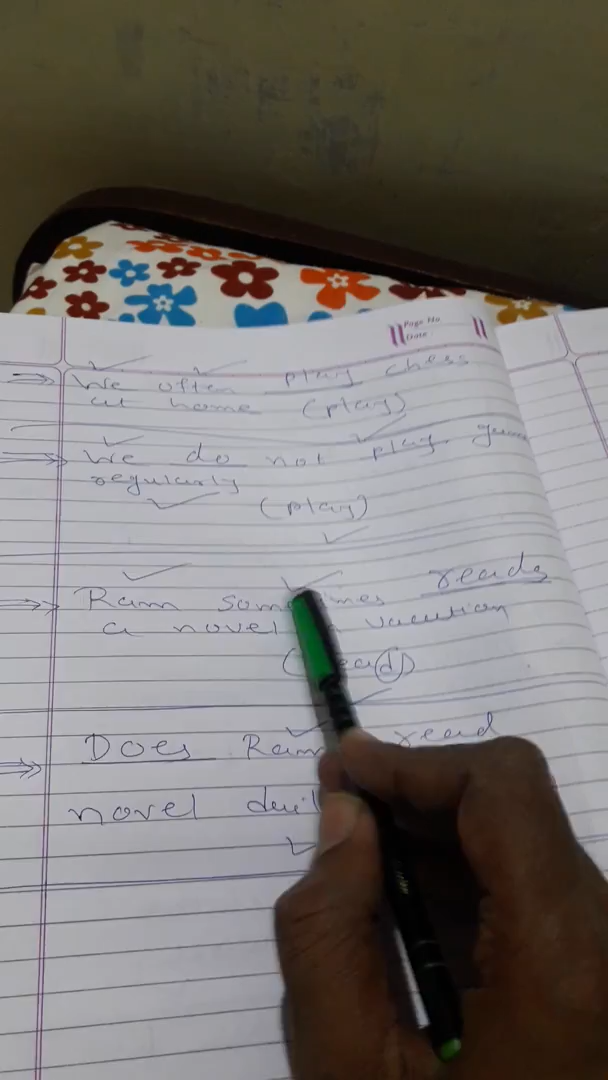 Page No.
Date
We often play chess
at home (play)
We do not play
regularly
(play)
Ram sometimes reads
a novel vacation
(read)
Does Ram read
novel